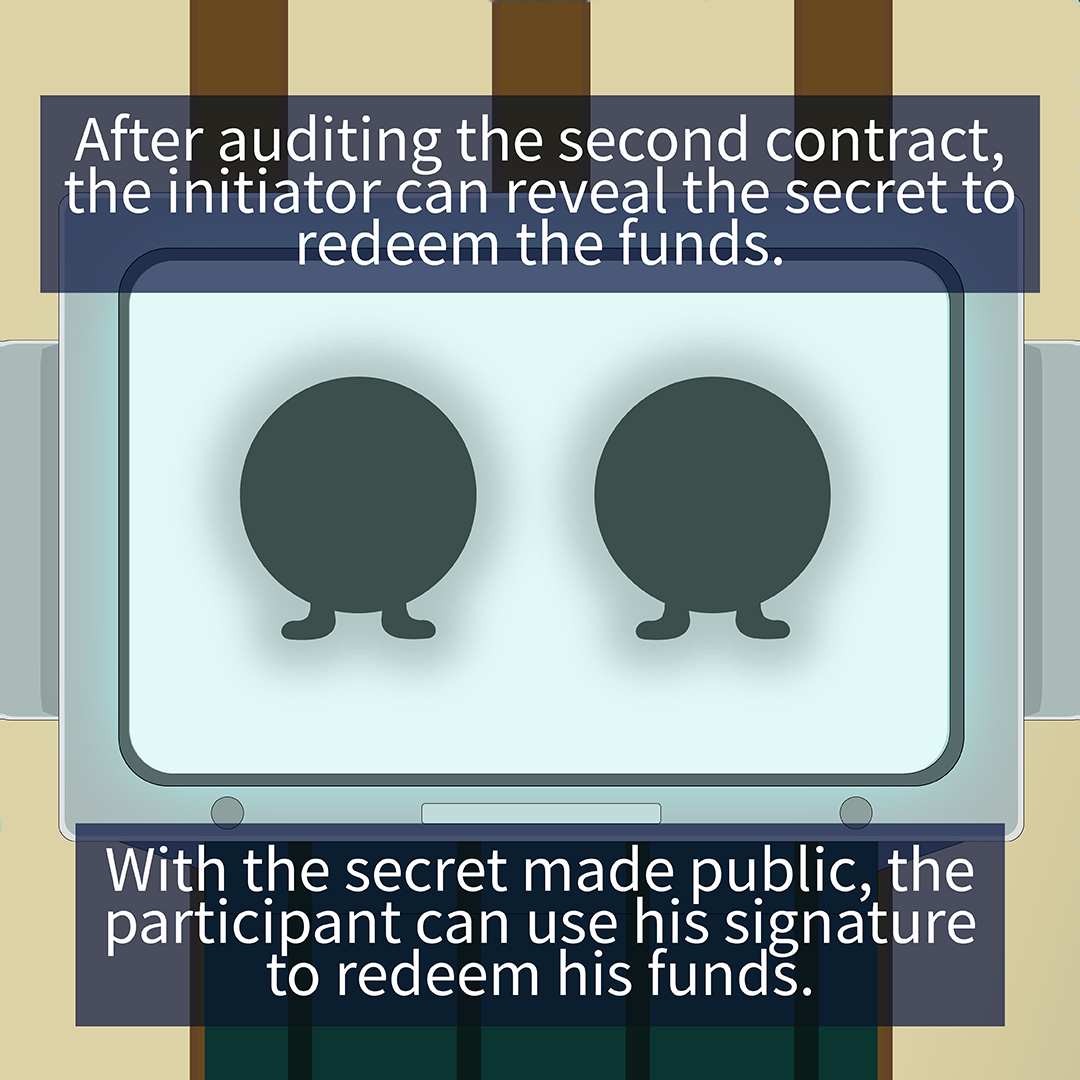 After auditing the second contract,
the initiator can reveal the secret to
redeem the funds.
With the secret made public, the
participant can use his signature
to redeem his funds.